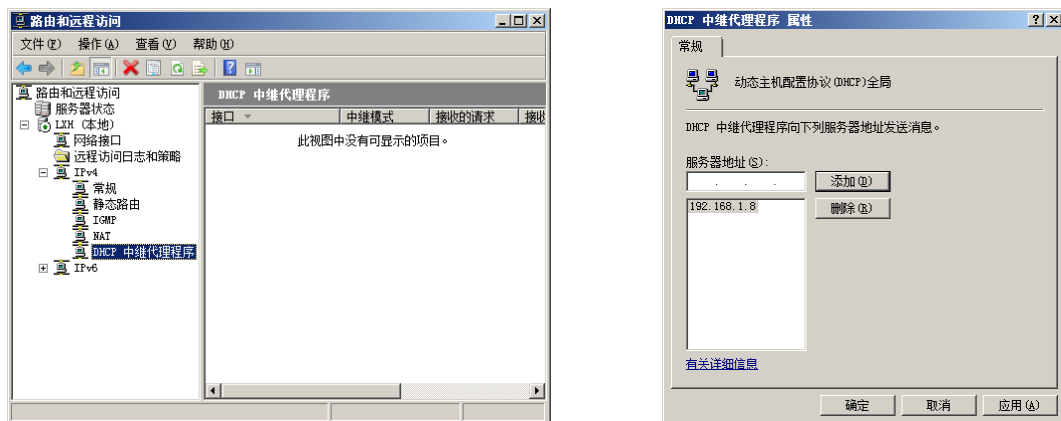 路由和远程访问
文件(F) 操作(A) 查看(V) 帮助(H)
路由和远程访问
服务器状态
LXH (本地)
网络接口
远程访问日志和策略
IPv4
常规
静态路由
IGMP
NAT
DHCP 中继代理程序
IPv6
DHCP 中继代理程序
接口 中继模式 接收的请求 接收
此视图中没有可显示的项目。
DHCP 中继代理程序 属性
常规
动态主机配置协议(DHCP)全局
DHCP 中继代理程序向下列服务器地址发送消息。
服务器地址(S):
. . . 添加(D)
192.168.1.8 删除(R)
有关详细信息
确定 取消 应用(A)